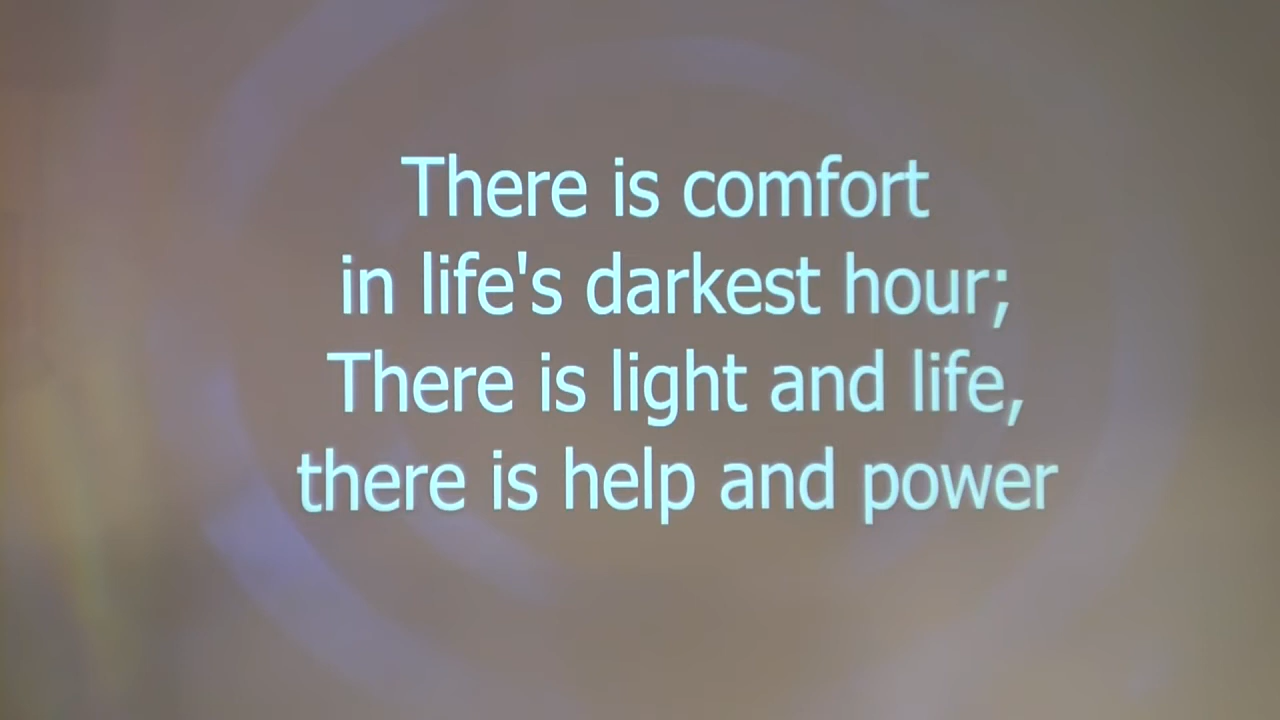 There is comfort
in life's darkest hour;
There is light and life,
there is help and power